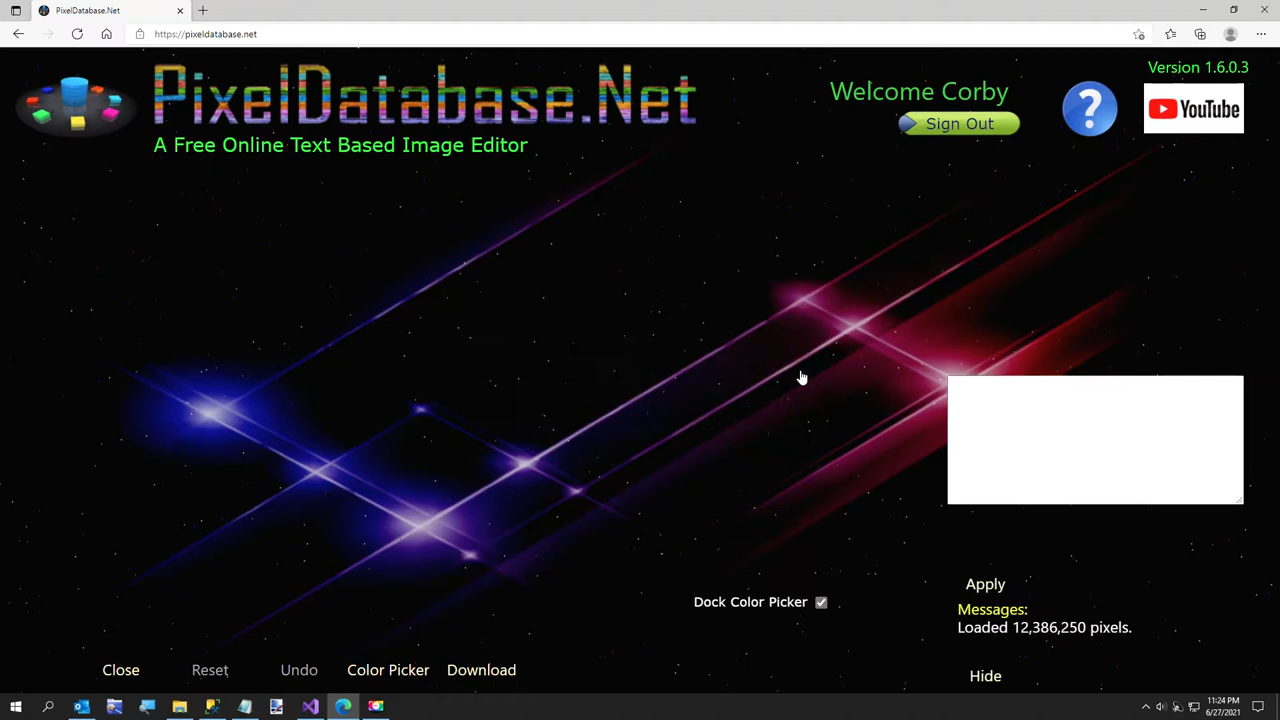 PixelDatabase.Net
https://pixeldatabase.net
PixelDatabase.Net
A Free Online Text Based Image Editor
Welcome Corby
Sign Out
?
Version 1.6.0.3
YouTube
Dock Color Picker
Apply
Messages:
Loaded 12,386,250 pixels.
Close
Reset
Undo
Color Picker
Download
Hide
11:24 PM
6/27/2021